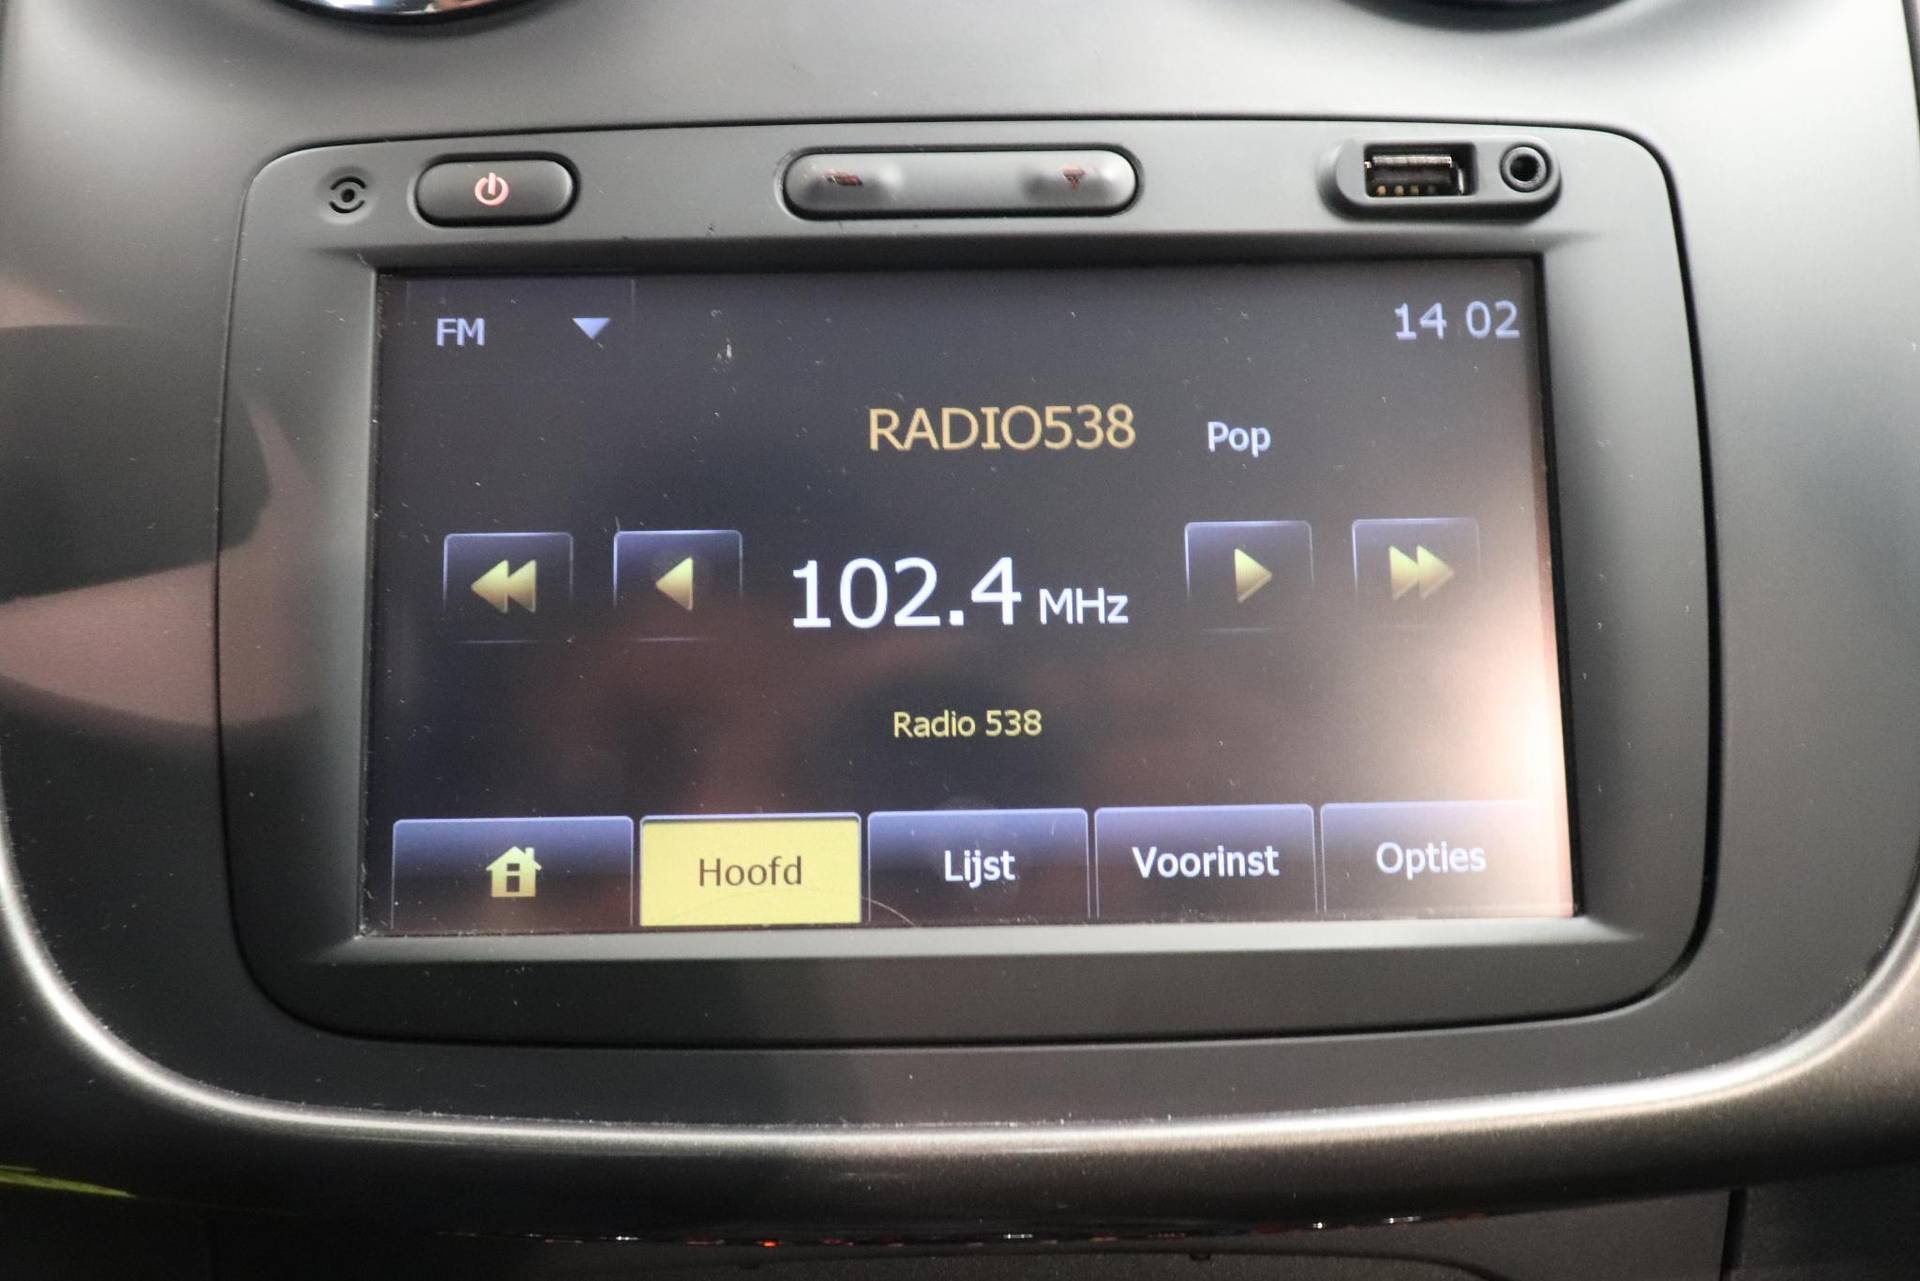 FM
14 02
RADIO538 Pop
102.4 MHz
Radio 538
Hoofd Lijst Voorinst Opties